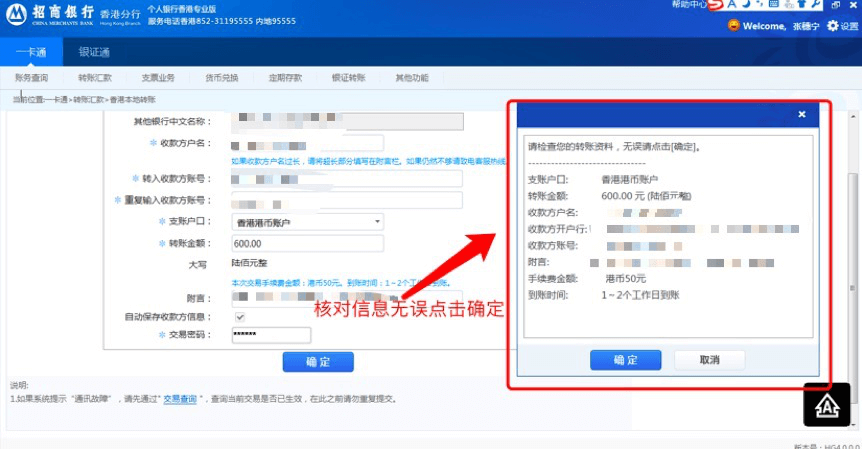 招商银行 香港分行 个人银行香港专业版
CHINA MERCHANTS BANK Hong Kong Branch 服务电话香港852-31195555 内地95555
帮助中心
Welcome, 张穗宁 设置
一卡通 银证通
账务查询 转账汇款 支票业务 货币兑换 定期存款 银证转账 其他功能
当前位置:一卡通>转账汇款>香港本地转账
其他银行中文名称：
* 收款方户名：
如果收款方户名过长，请将超长部分填写在附言栏。如果仍然不够请致电客服热线。
* 转入收款方账号：
* 重复输入收款方账号：
* 支账户口： 香港港币账户
* 转账金额： 600.00
大写 陆佰元整
本次交易手续费金额：港币50元。到账时间：1~2个工作日到账。
附言：
自动保存收款方信息：
* 交易密码： ******
确 定
说明:
1.如果系统提示“通讯故障”，请先通过“交易查询”，查询当前交易是否已生效，在此之前请勿重复提交。
核对信息无误点击确定
请检查您的转账资料，无误请点击[确定]。
------------------------------
支账户口： 香港港币账户
转账金额： 600.00 元 (陆佰元整)
收款方户名：
收款方开户行:
收款方账号：
附言：
手续费金额： 港币50元
到账时间： 1~2个工作日到账
确 定 取消
版本号：HG4.0.0.0